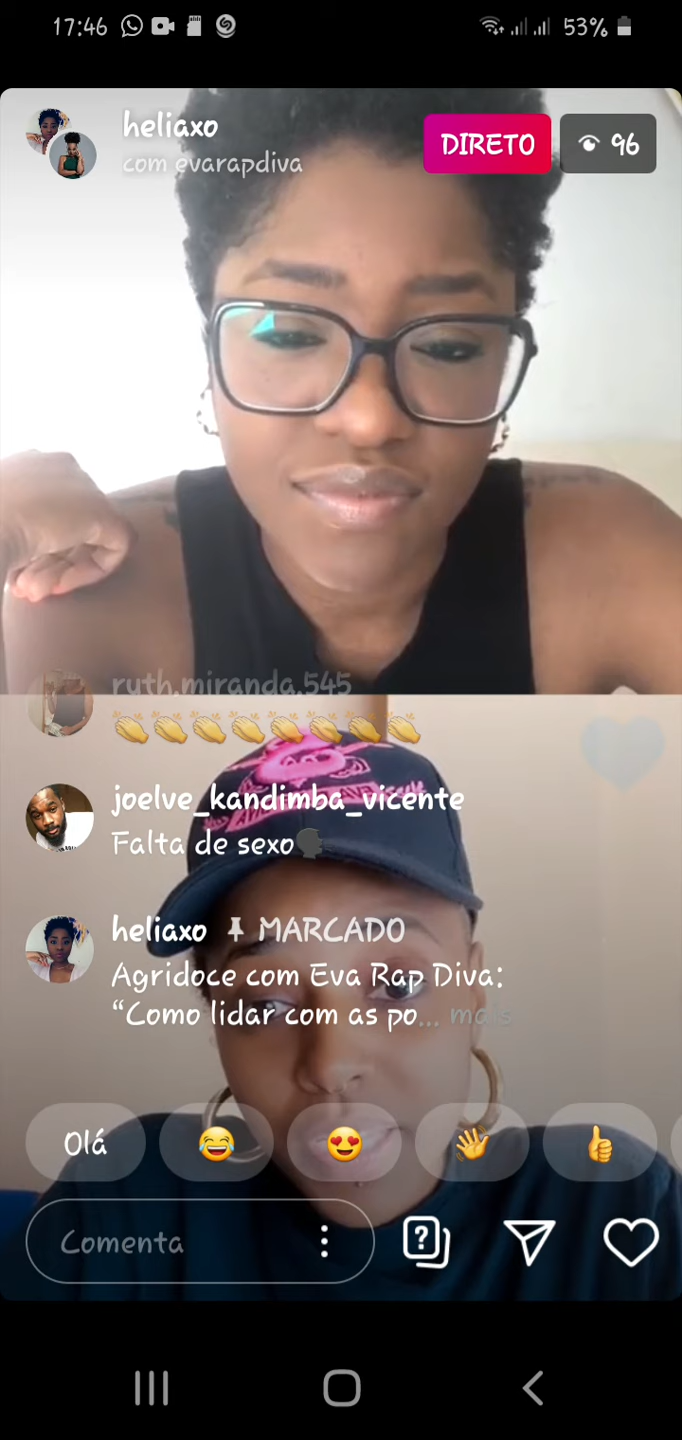 17:46
53%
heliaxo
com evarapdiva
DIRETO
96
ruth.miranda.545
👏👏👏👏👏👏👏👏
joelve_kandimba_vicente
Falta de sexo🗣
heliaxo MARCADO
Agridoce com Eva Rap Diva:
“Como lidar com as po... mais
Olá
😂 😍 👋 👍
Comenta